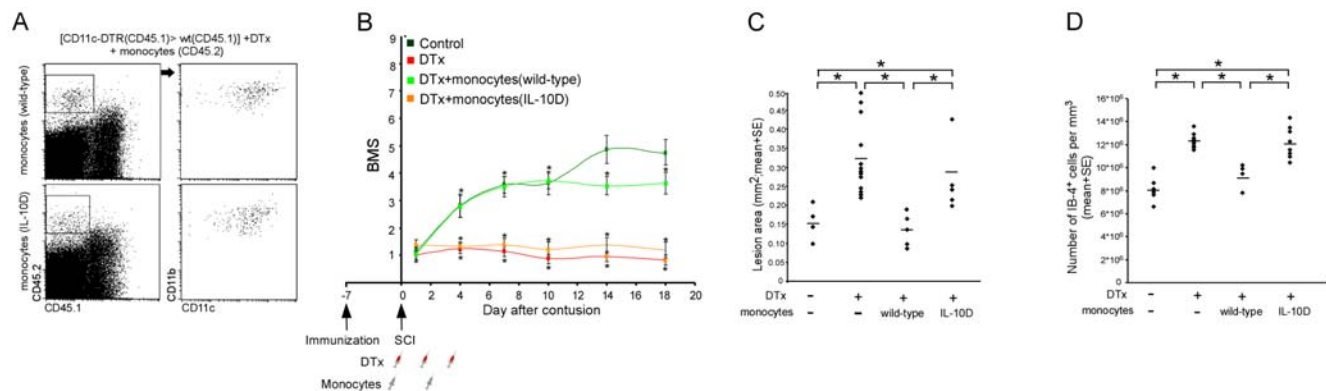 A
[CD11c-DTR(CD45.1)> wt(CD45.1)] +DTx
+ monocytes (CD45.2)
monocytes (wild-type)
monocytes (IL-10D)
CD45.2
CD45.1
CD11b
CD11c
B
Control
DTx
DTx+monocytes(wild-type)
DTx+monocytes(IL-10D)
BMS
9
8
7
6
5
4
3
2
1
* * * * *
-7 0 2 4 6 8 10 12 14 16 18 20
Day after contusion
Immunization SCI
DTx
Monocytes
C
* * * *
Lesion area (mm²,mean+SE)
0.50
0.45
0.40
0.35
0.30
0.25
0.20
0.15
0.10
0.05
0
DTx - + + +
monocytes - - wild-type IL-10D
D
* * * *
Number of IB-4⁺ cells per mm³
(mean+SE)
16*10⁶
14*10⁶
12*10⁶
10*10⁶
8*10⁶
6*10⁶
4*10⁶
2*10⁶
0
DTx - + + +
monocytes - - wild-type IL-10D